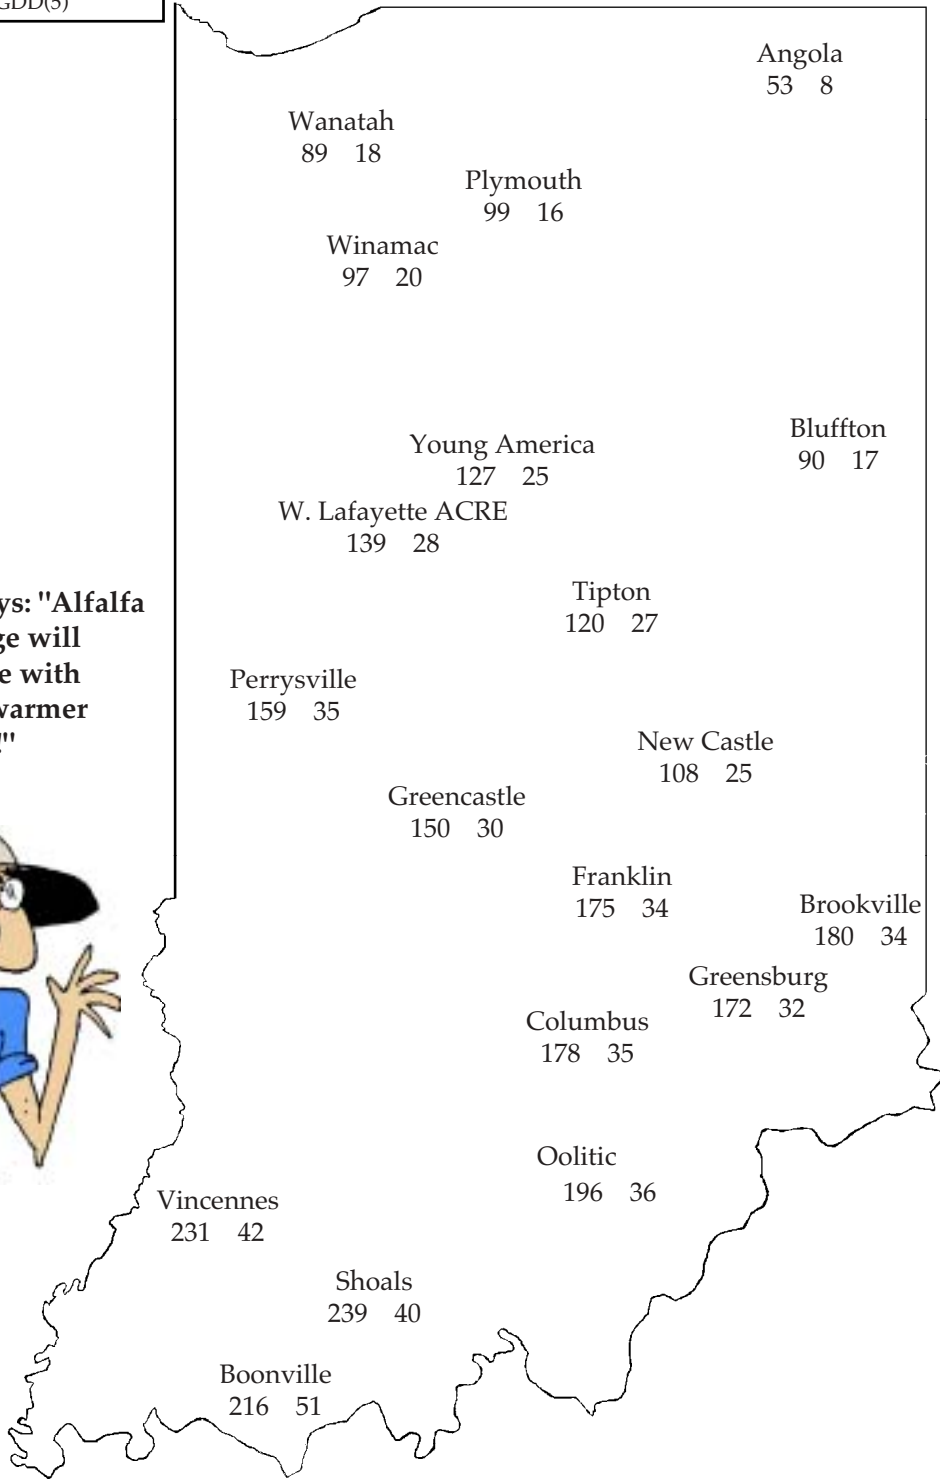 GDD(5)
Angola
53 8
Wanatah
89 18
Plymouth
99 16
Winamac
97 20
Young America
127 25
Bluffton
90 17
W. Lafayette ACRE
139 28
Tipton
120 27
ys: "Alfalfa
ge will
e with
warmer
!"
Perrysville
159 35
New Castle
108 25
Greencastle
150 30
Franklin
175 34
Brookville
180 34
Greensburg
172 32
Columbus
178 35
Oolitic
196 36
Vincennes
231 42
Shoals
239 40
Boonville
216 51